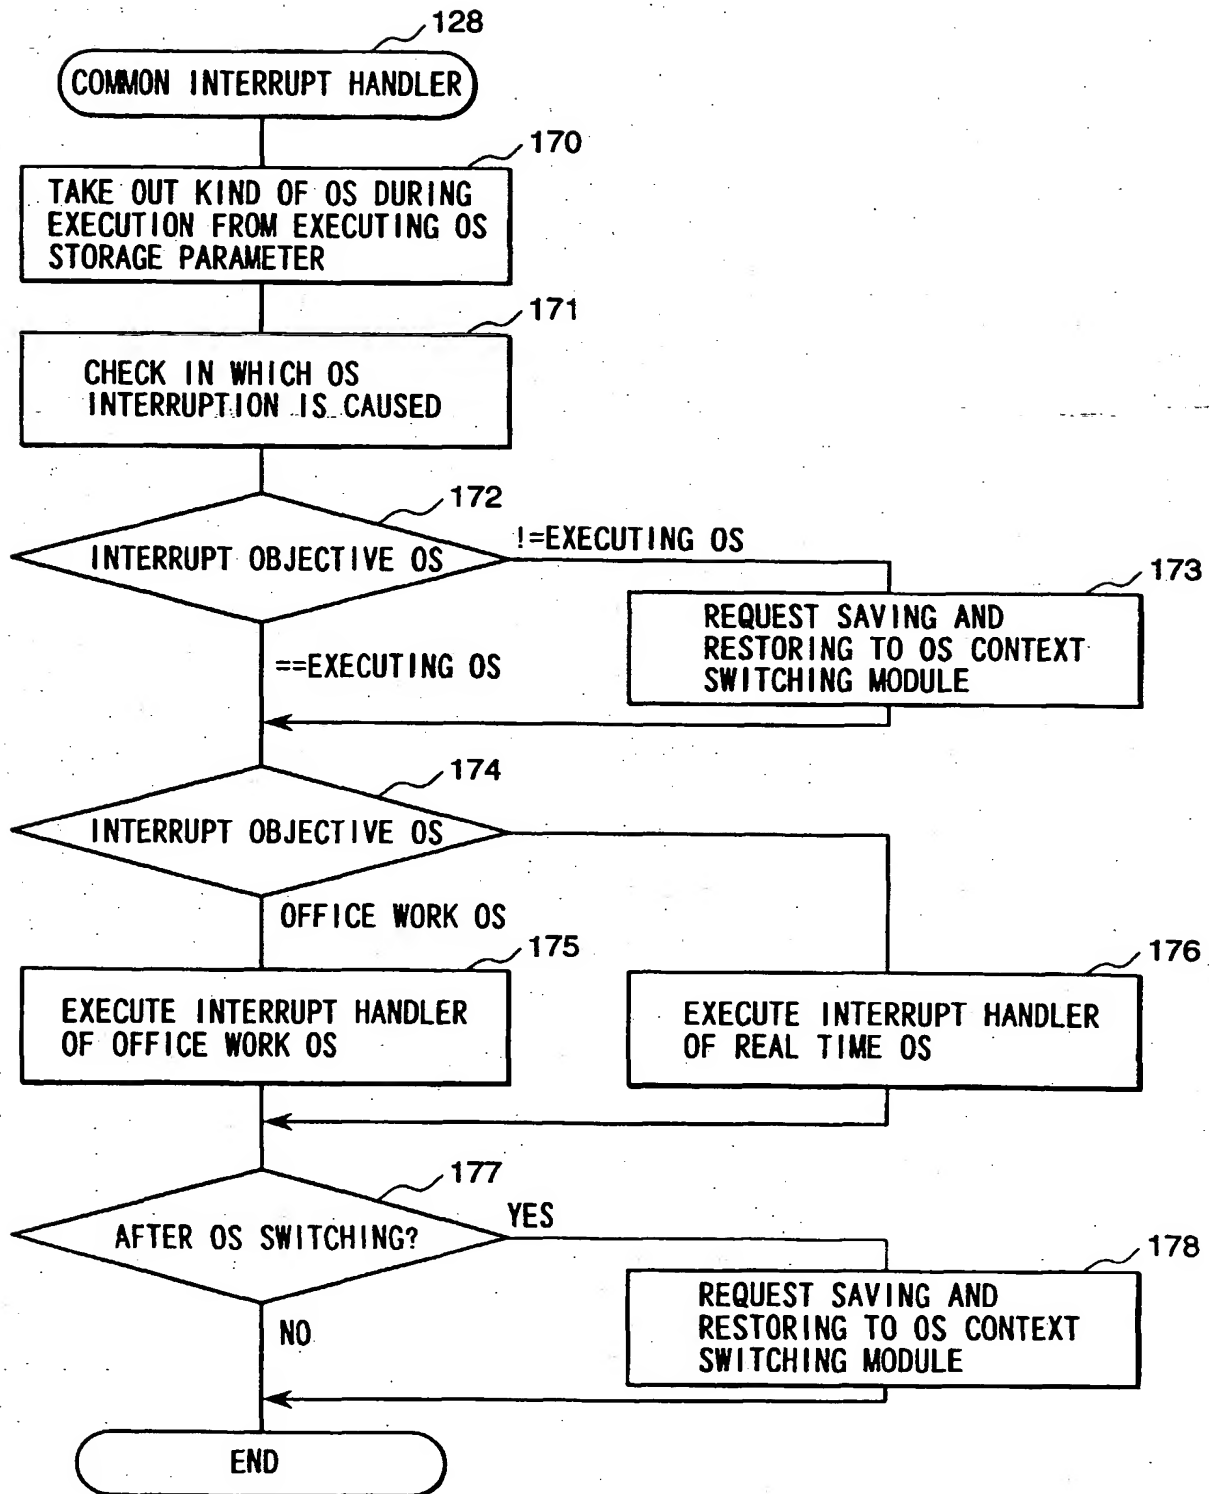 128
COMMON INTERRUPT HANDLER
170
TAKE OUT KIND OF OS DURING
EXECUTION FROM EXECUTING OS
STORAGE PARAMETER
171
CHECK IN WHICH OS
INTERRUPTION IS CAUSED
172
INTERRUPT OBJECTIVE OS
!=EXECUTING OS
173
REQUEST SAVING AND
RESTORING TO OS CONTEXT
SWITCHING MODULE
==EXECUTING OS
174
INTERRUPT OBJECTIVE OS
OFFICE WORK OS
175
EXECUTE INTERRUPT HANDLER
OF OFFICE WORK OS
176
EXECUTE INTERRUPT HANDLER
OF REAL TIME OS
177
AFTER OS SWITCHING?
YES
178
REQUEST SAVING AND
RESTORING TO OS CONTEXT
SWITCHING MODULE
NO
END